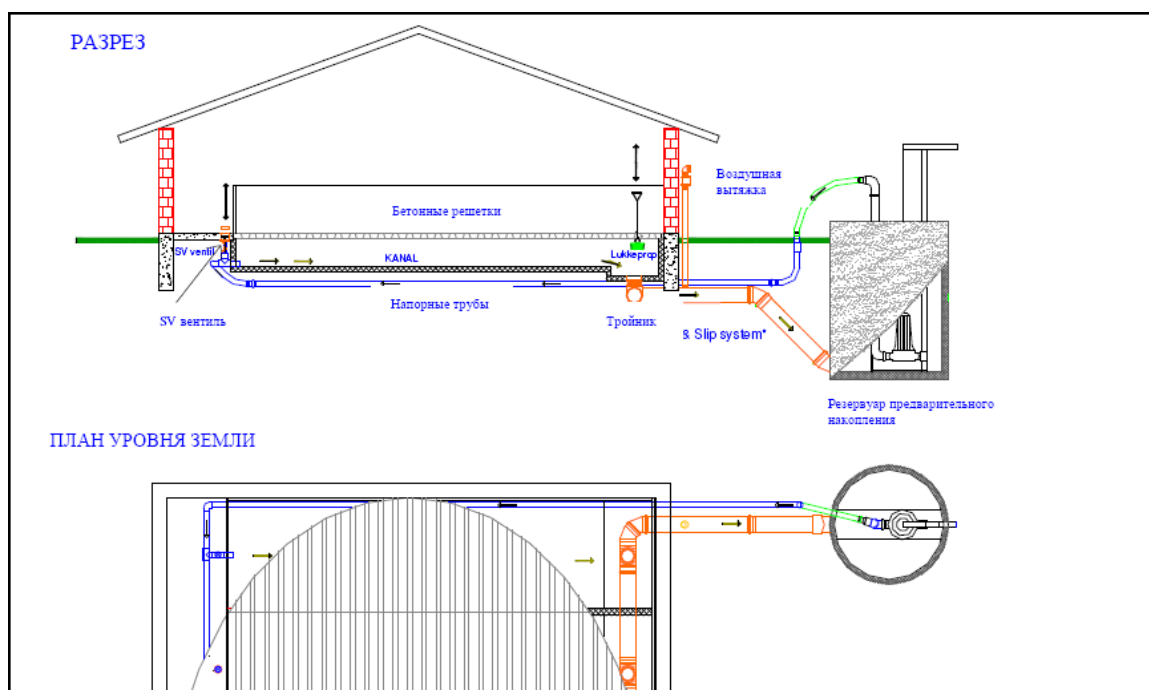 РАЗРЕЗ
Воздушная
вытяжка
Бетонные решетки
SV ventil
KANAL
Lukkeprop
SV вентиль
Напорные трубы
Тройник
& Slip system"
Резервуар предварительного
накопления
ПЛАН УРОВНЯ ЗЕМЛИ